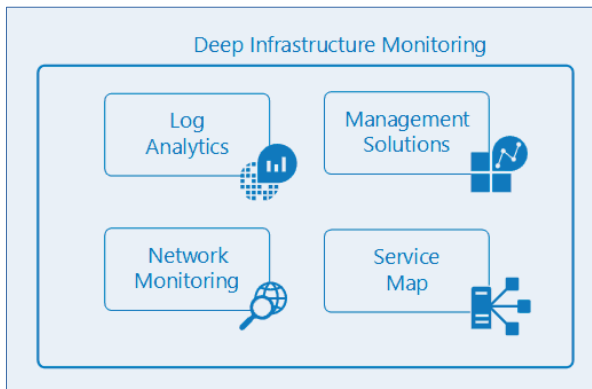 Deep Infrastructure Monitoring
Log
Analytics
Management
Solutions
Network
Monitoring
Service
Map